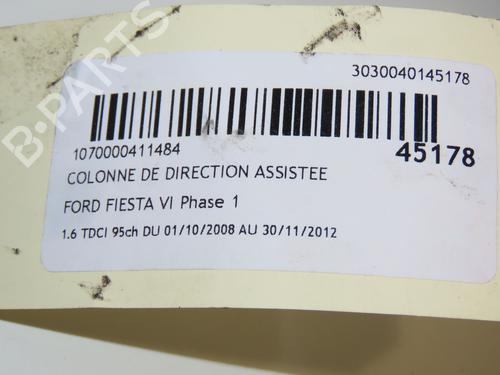 3030040145178
1070000411484
45178
COLONNE DE DIRECTION ASSISTEE
FORD FIESTA VI Phase 1
1.6 TDCI 95ch DU 01/10/2008 AU 30/11/2012
B-PARTS